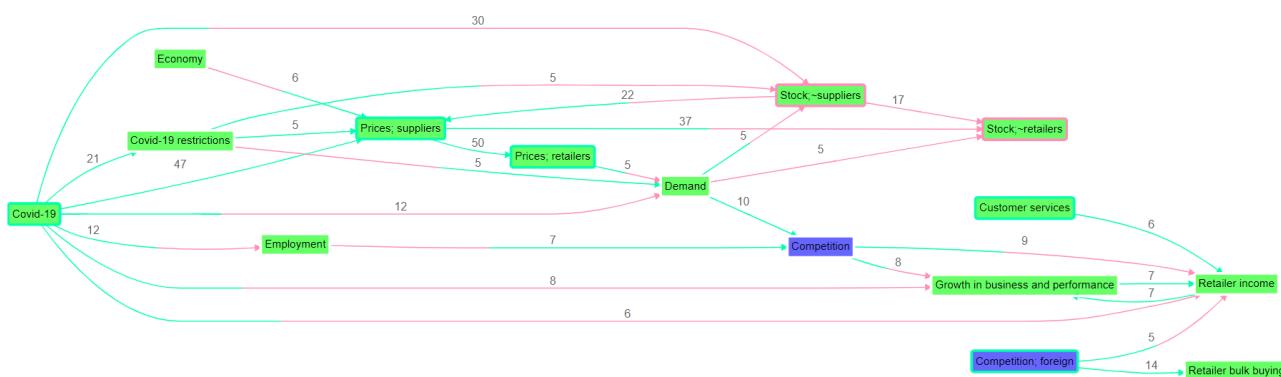 30
Economy
6
5
Stock;~suppliers
22
17
Covid-19 restrictions
5
Prices; suppliers
37
Stock;~retailers
21
47
50
Prices; retailers
5
5
5
5
Demand
Covid-19
12
10
Customer services
12
Employment
7
Competition
9
6
8
8
Growth in business and performance
7
7
Retailer income
6
Competition; foreign
5
14
Retailer bulk buying